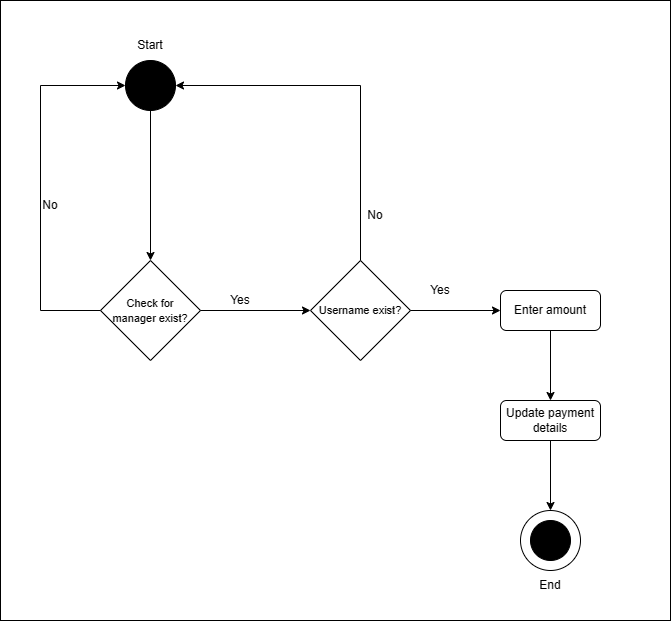 Start
No
No
Check for
manager exist?
Yes
Username exist?
Yes
Enter amount
Update payment
details
End